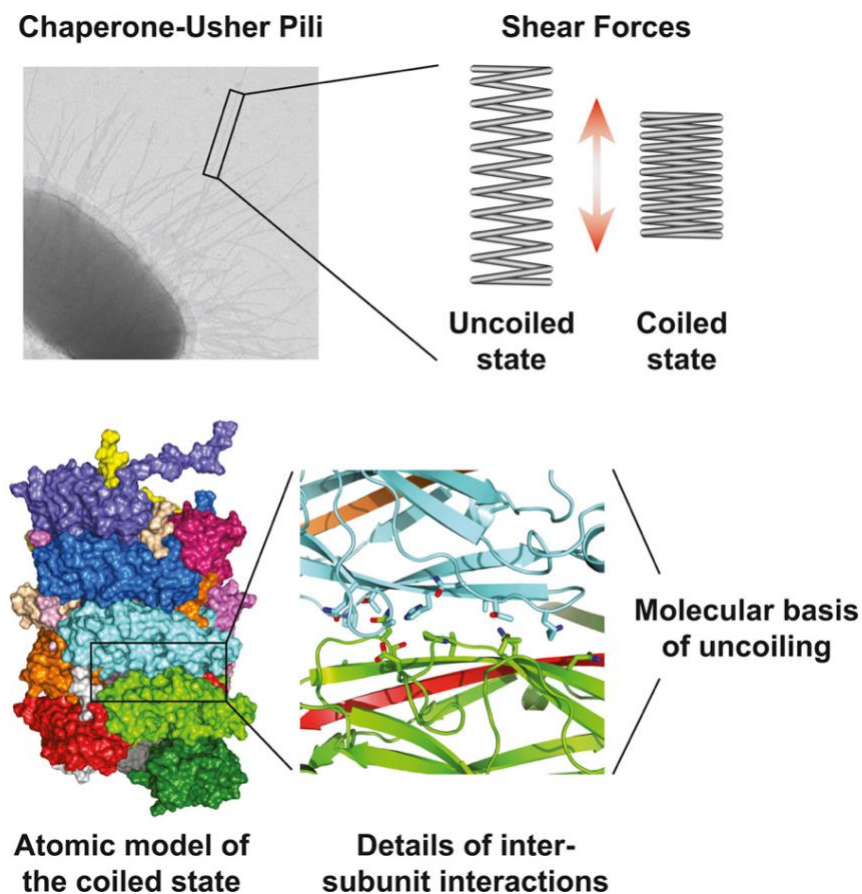 Chaperone-Usher Pili
Shear Forces
Uncoiled
state
Coiled
state
Molecular basis
of uncoiling
Atomic model of
the coiled state
Details of inter-
subunit interactions